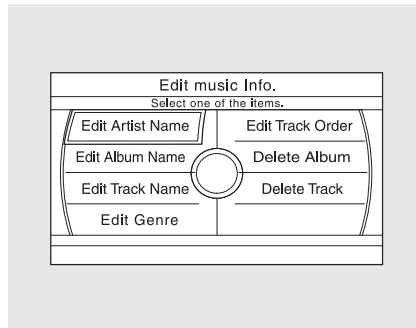 Edit music Info.
Select one of the items.
Edit Artist Name
Edit Album Name
Edit Track Name
Edit Genre
Edit Track Order
Delete Album
Delete Track